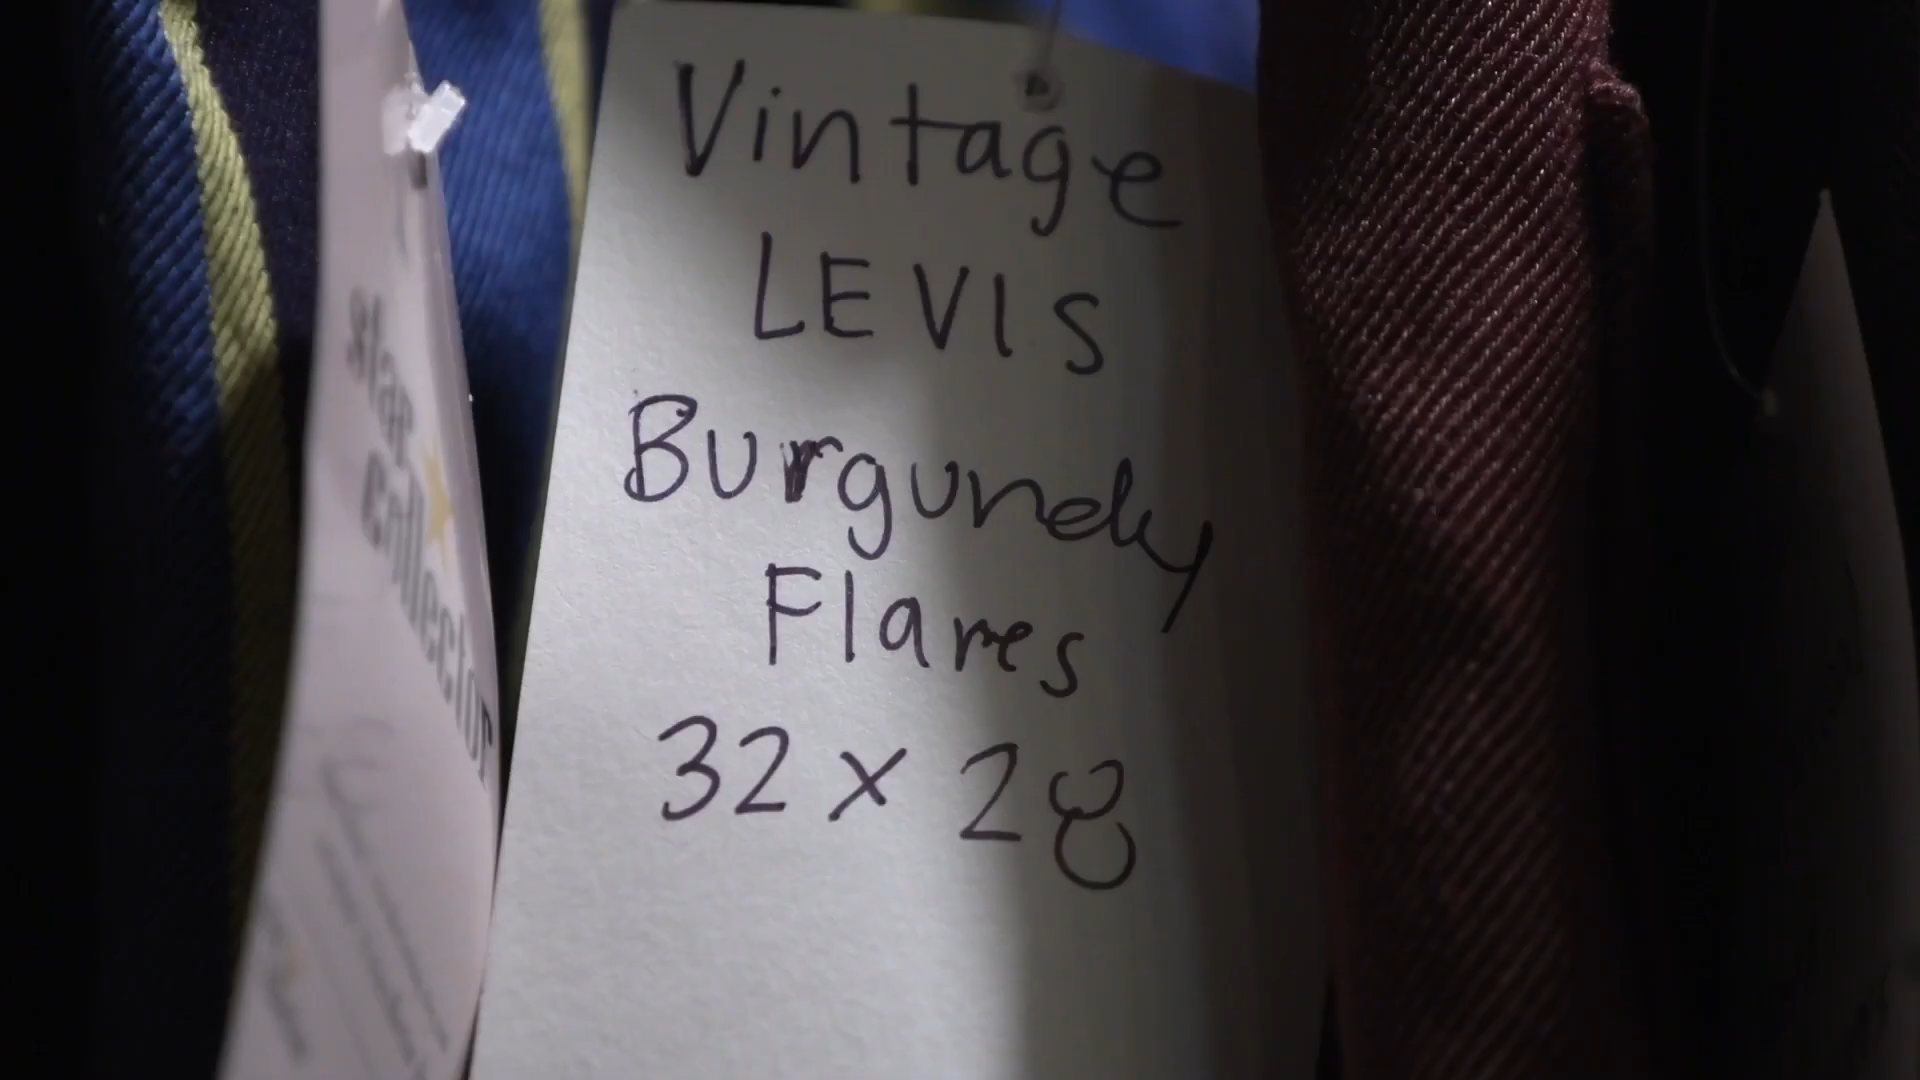 star
collector
Vintage
LEVIS
Burgundy
Flares
32 x 28